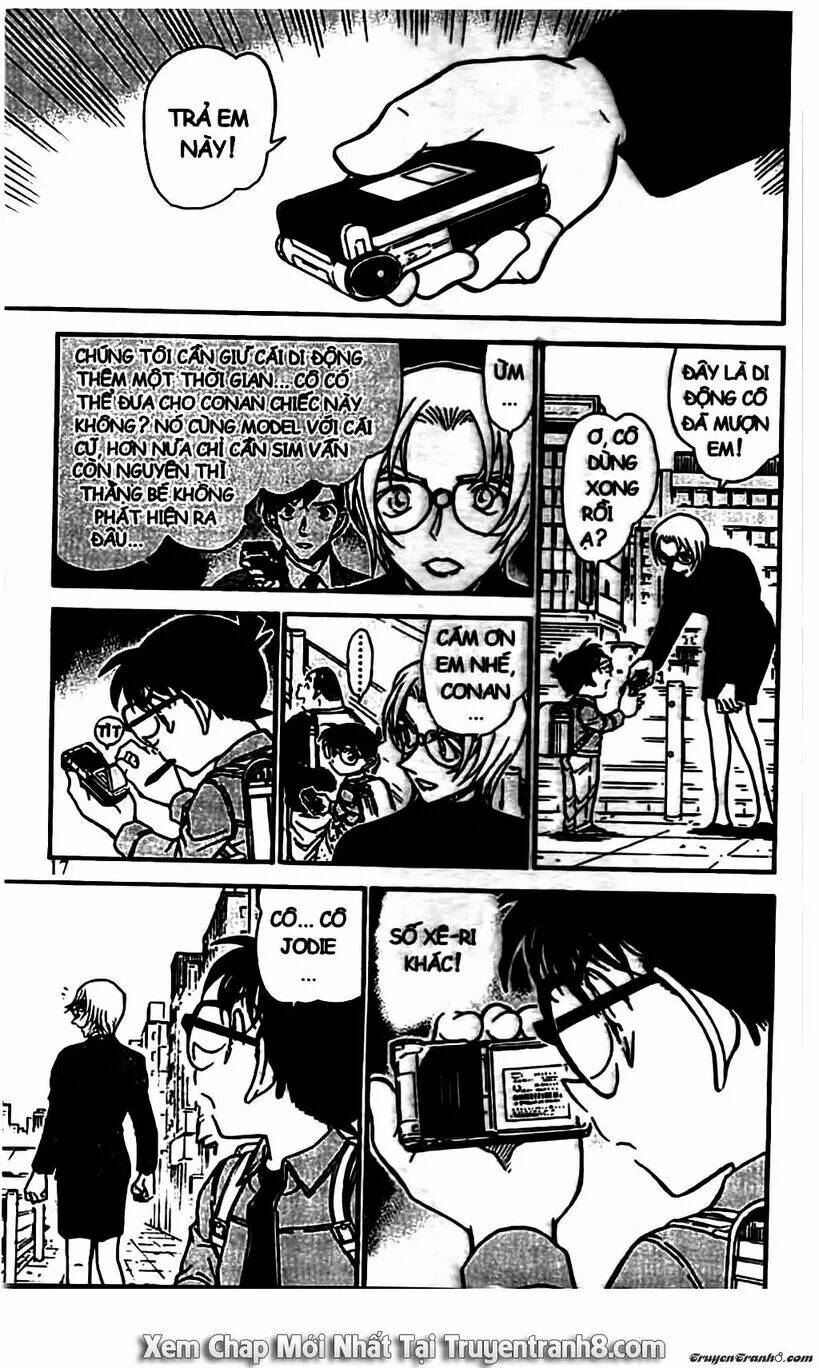 TRẢ EM
NÀY!
ĐÂY LÀ DI
ĐỘNG CÔ
ĐÃ MƯỢN
EM!
Ơ, CÔ
DÙNG
XONG
RỒI
Ạ?
ỪM
...
CHÚNG TÔI CẦN GIỮ CÁI DI ĐỘNG
THÊM MỘT THỜI GIAN... CÔ CÓ
THỂ ĐƯA CHO CONAN CHIẾC NÀY
KHÔNG? NÓ CÙNG MODEL VỚI CÁI
CŨ, HƠN NỮA CHỈ CẦN SIM VẪN
CÒN NGUYÊN THÌ
THẰNG BÉ KHÔNG
PHÁT HIỆN RA
ĐÂU...
CÁM ƠN
EM NHÉ,
CONAN
...
......
TÍT
17
SỐ XÊ-RI
KHÁC!
CÔ... CÔ
JODIE
...
Xem Chap Mới Nhất Tại Truyentranh8.com
TruyenTranh8.com